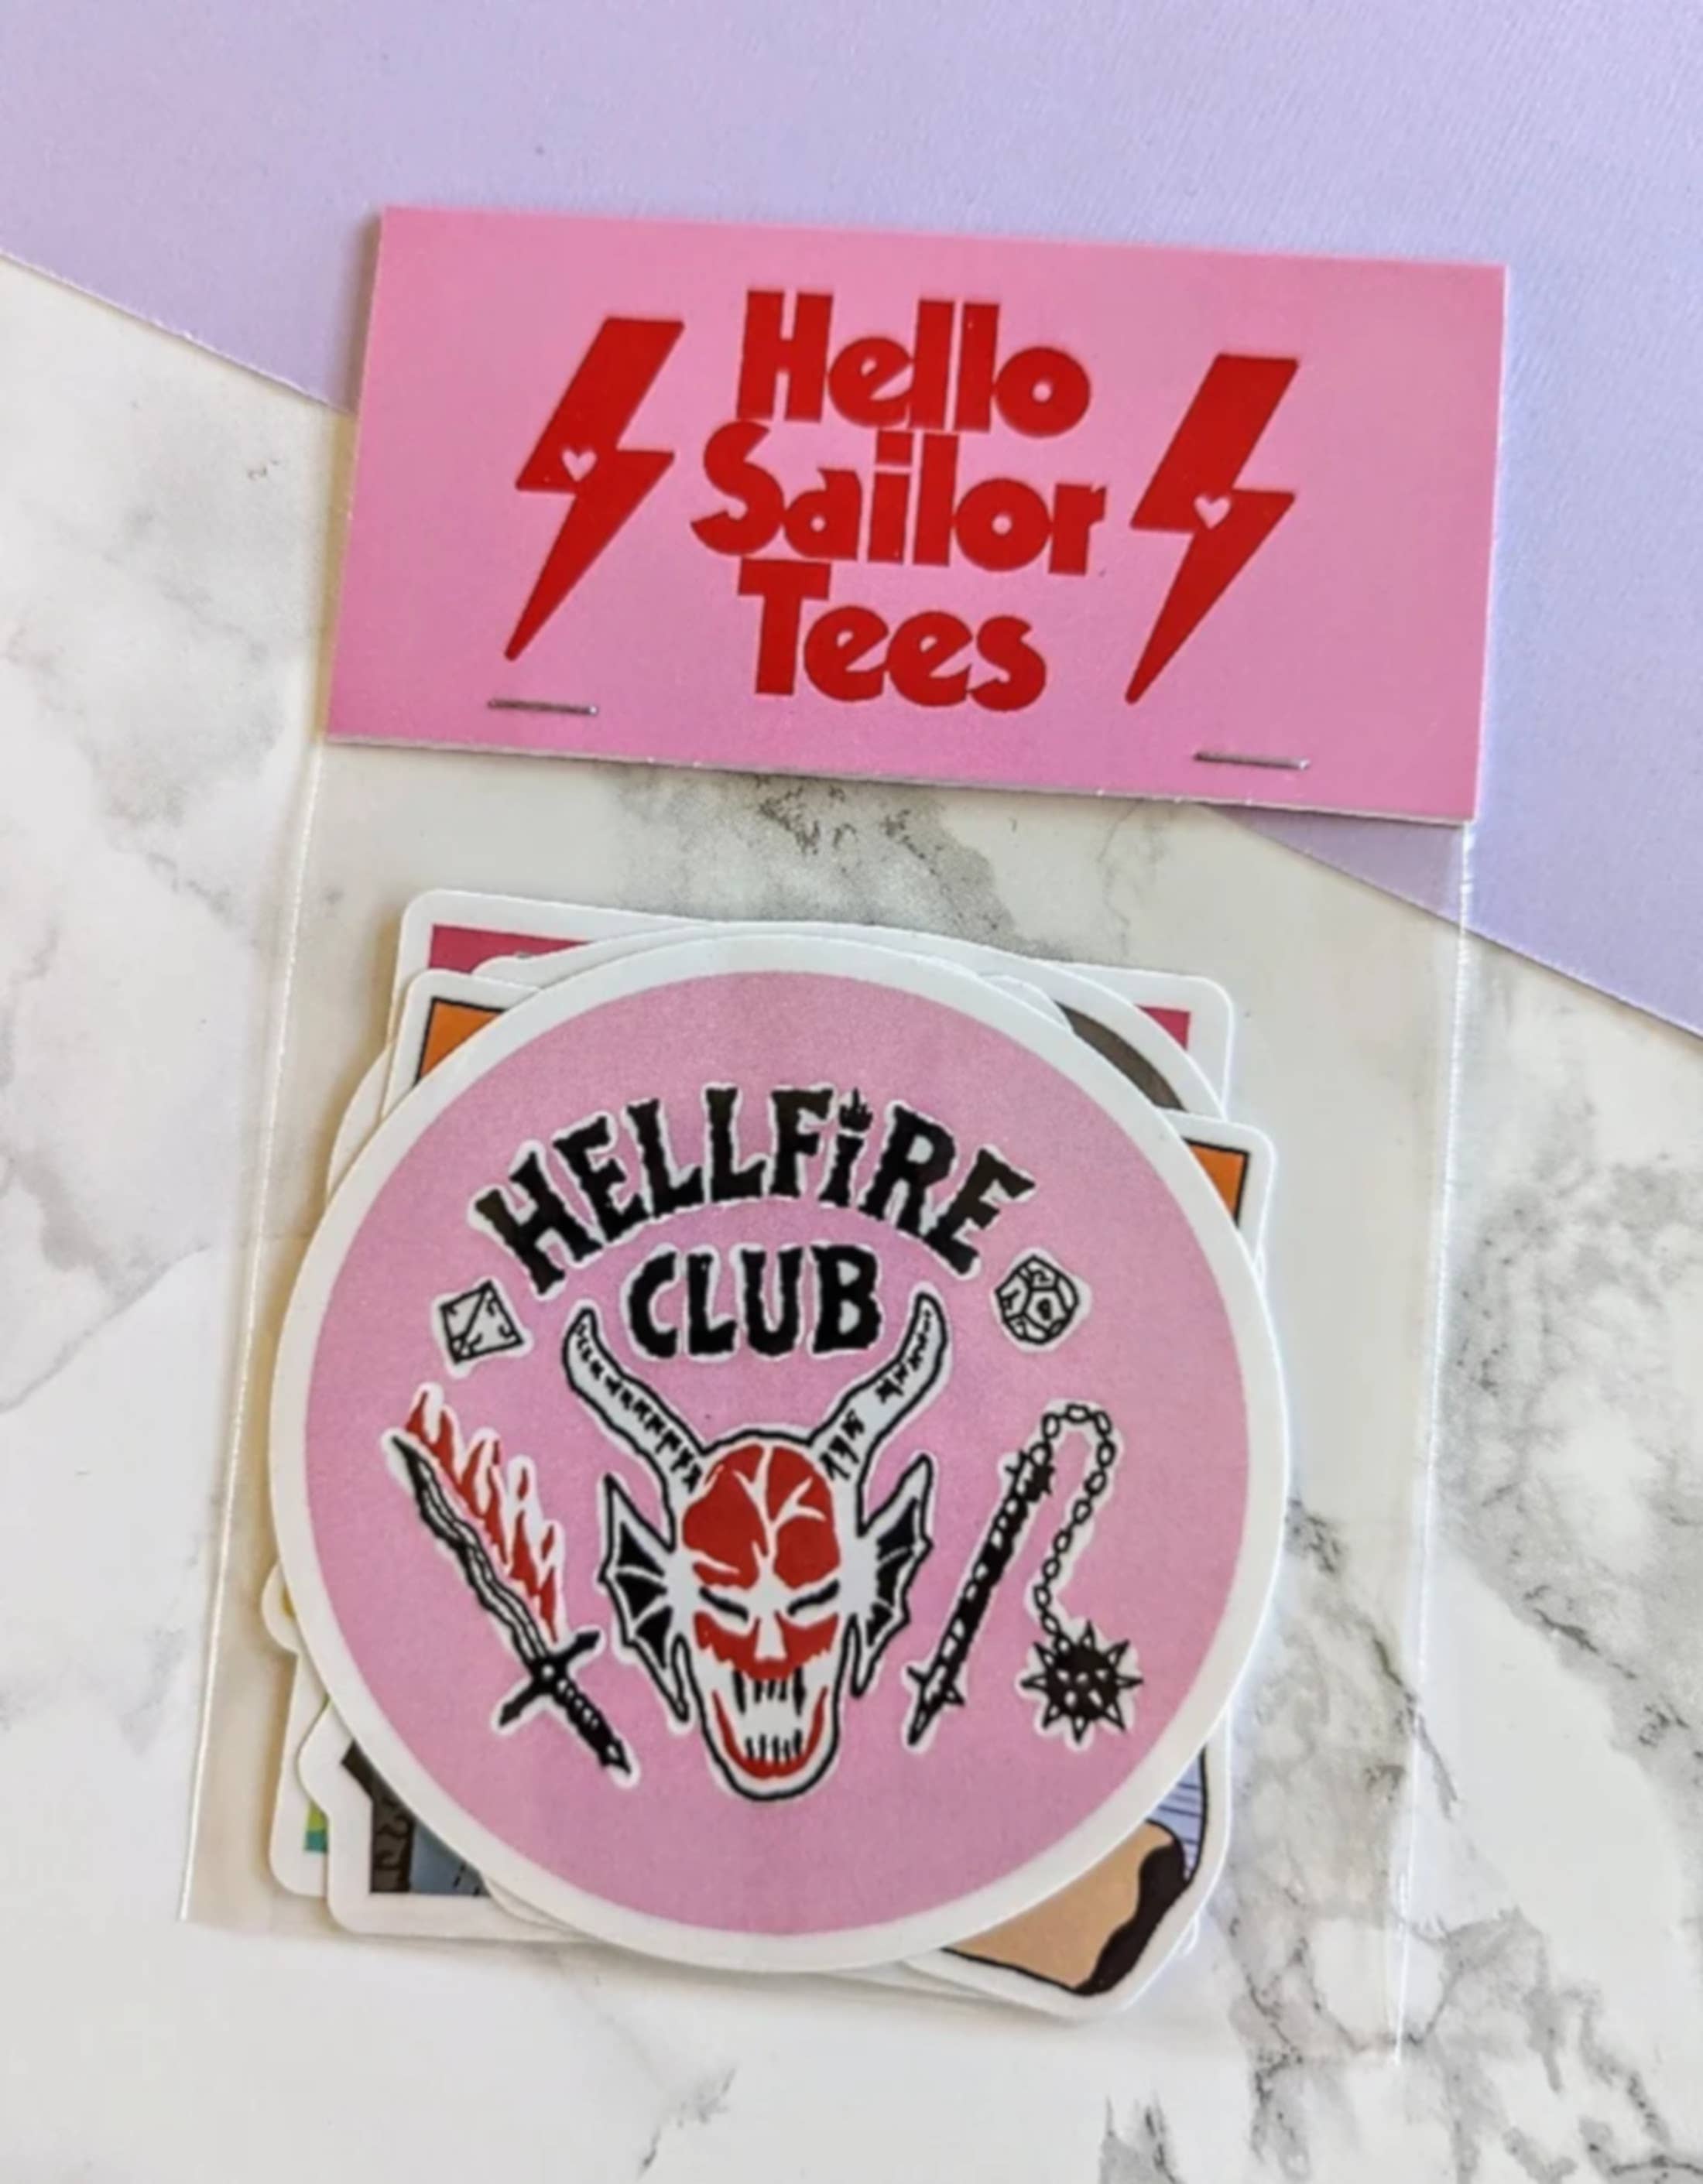 Hello
Sailor
Tees
HELLFiRE
CLUB